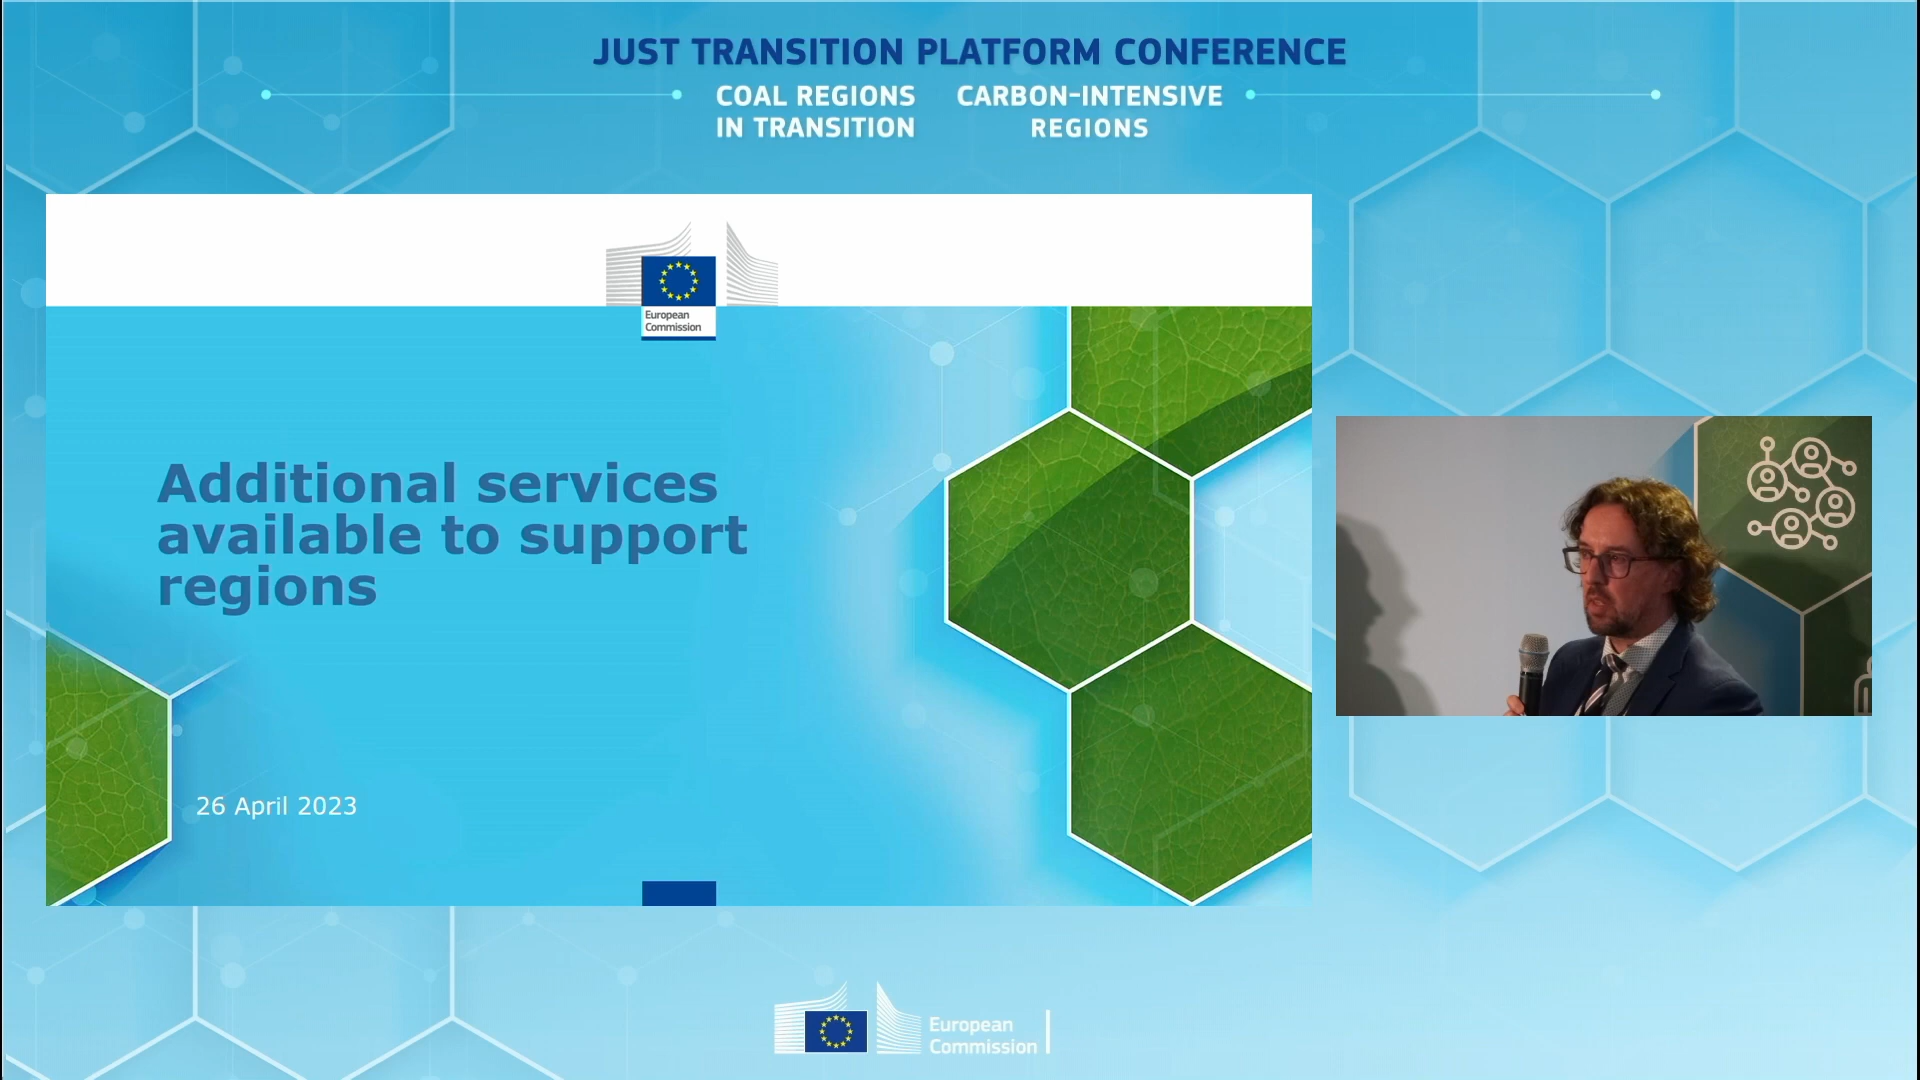 JUST TRANSITION PLATFORM CONFERENCE
COAL REGIONS
IN TRANSITION
CARBON-INTENSIVE
REGIONS
European
Commission
Additional services
available to support
regions
26 April 2023
European
Commission